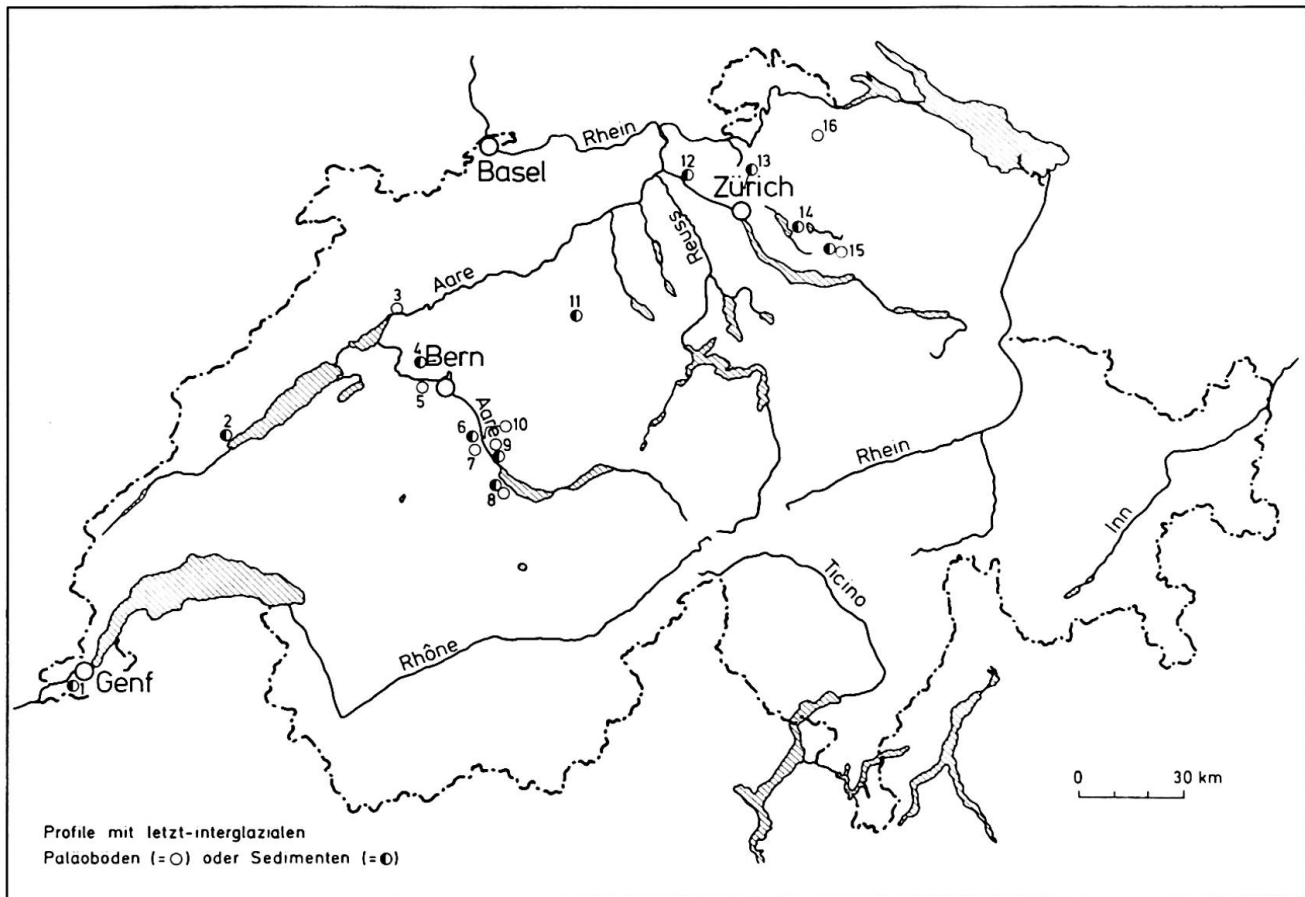 Basel
Rhein
16
12
13
Zürich
14
15
Reuss
Aare
3
11
4
Bern
5
Aare
10
6
9
7
2
8
Rhein
Inn
Ticino
Rhône
Genf
1
0 30 km
Profile mit letzt-interglazialen
Paläoboden (=○) oder Sedimenten (=◐)